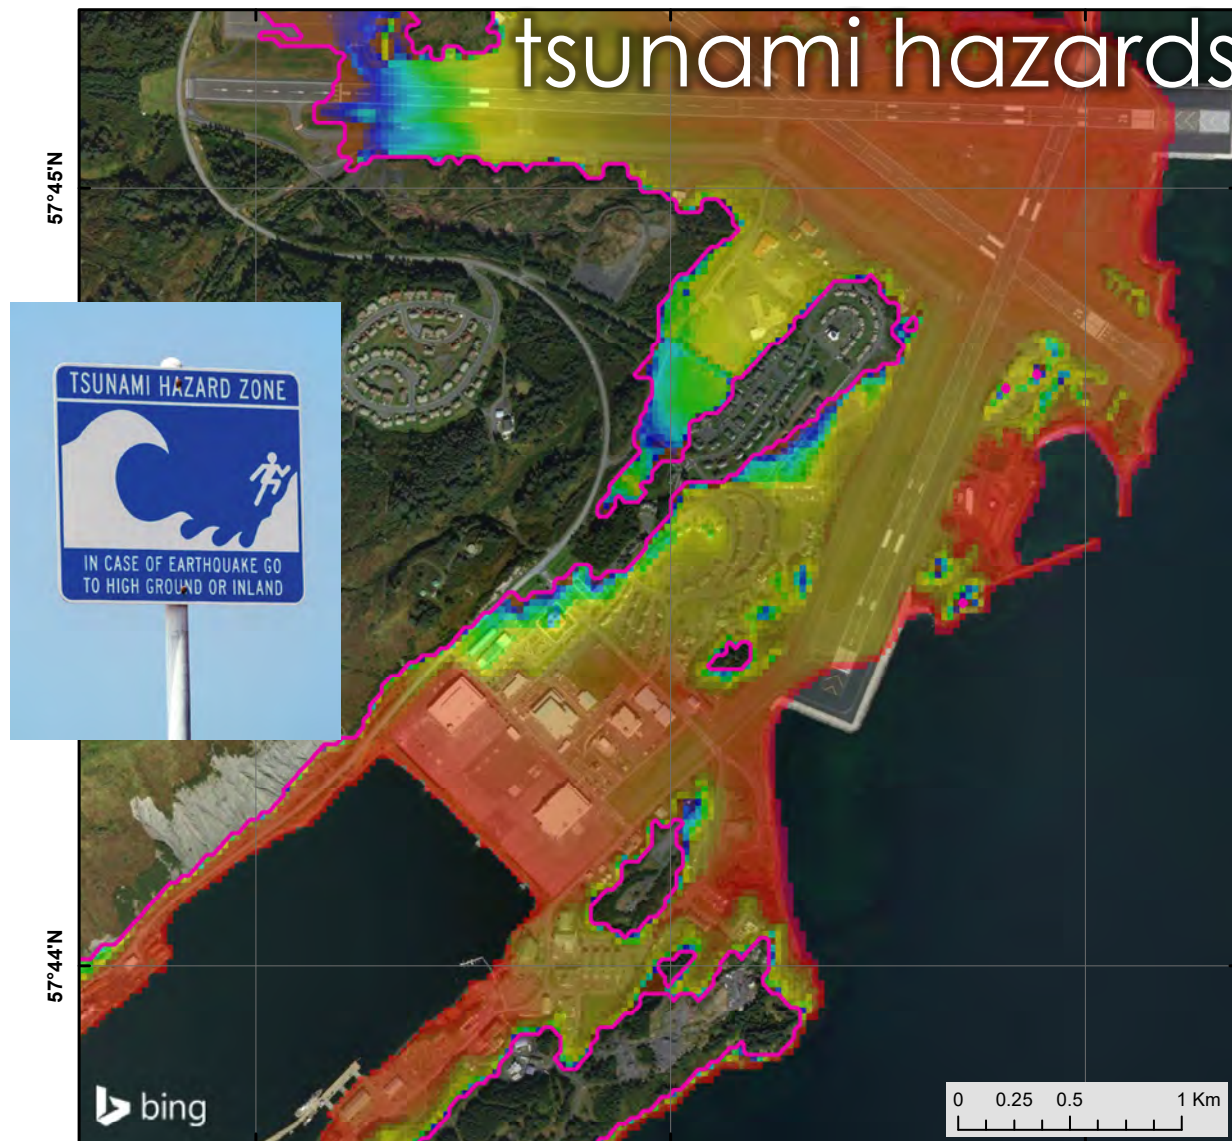 tsunami hazards
57°45'N
TSUNAMI HAZARD ZONE
IN CASE OF EARTHQUAKE GO
TO HIGH GROUND OR INLAND
57°44'N
bing
0 0.25 0.5 1 Km